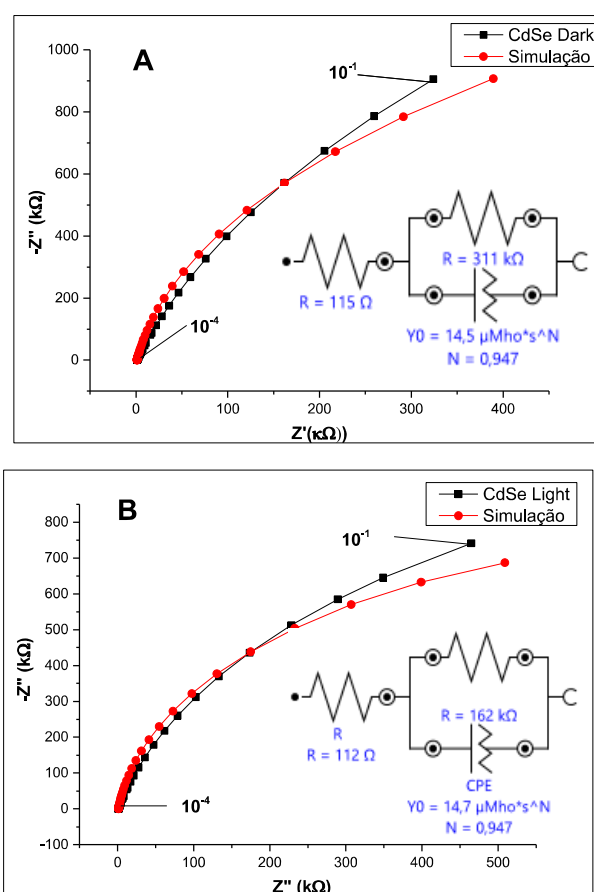 A
CdSe Dark
Simulação
1000
800
600
400
200
0
-Z'' (kΩ)
10⁻¹
10⁻⁴
R = 115 Ω
R = 311 kΩ
Y0 = 14,5 µMho*s^N
N = 0,947
0 100 200 300 400
Z'(κΩ))
B
CdSe Light
Simulação
800
700
600
500
400
300
200
100
0
-100
-Z'' (kΩ)
10⁻¹
10⁻⁴
R
R = 112 Ω
R = 162 kΩ
CPE
Y0 = 14,7 µMho*s^N
N = 0,947
0 100 200 300 400 500
Z'' (kΩ)